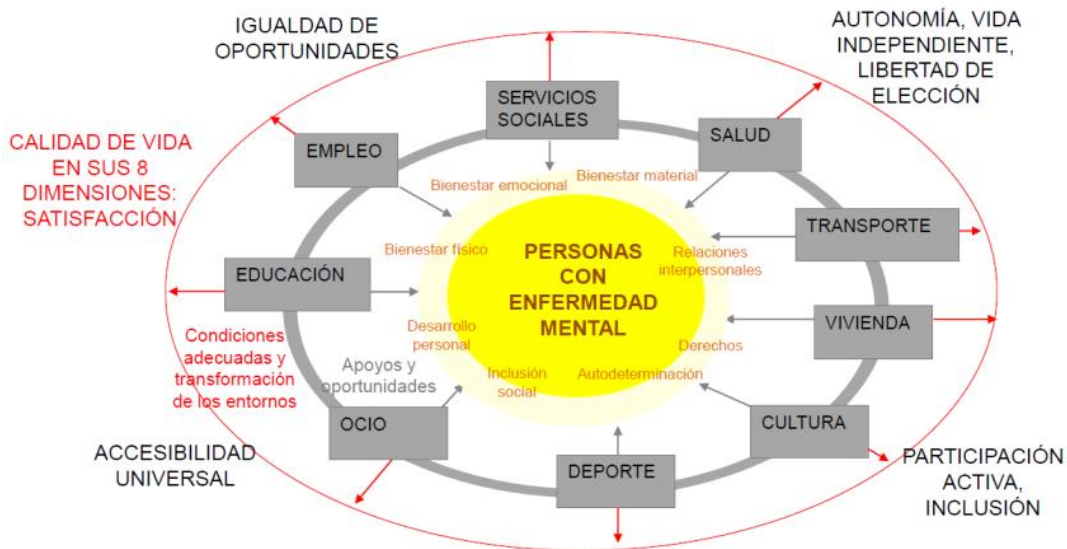 IGUALDAD DE
OPORTUNIDADES
AUTONOMÍA, VIDA
INDEPENDIENTE,
LIBERTAD DE
ELECCIÓN
SERVICIOS
SOCIALES
SALUD
EMPLEO
CALIDAD DE VIDA
EN SUS 8
DIMENSIONES:
SATISFACCIÓN
Bienestar emocional
Bienestar material
TRANSPORTE
Bienestar físico
PERSONAS
CON
ENFERMEDAD
MENTAL
Relaciones
interpersonales
EDUCACIÓN
VIVIENDA
Condiciones
adecuadas y
transformación
de los entornos
Desarrollo
personal
Derechos
Apoyos y
oportunidades
Inclusión
social
Autodeterminación
OCIO
CULTURA
ACCESIBILIDAD
UNIVERSAL
DEPORTE
PARTICIPACIÓN
ACTIVA,
INCLUSIÓN